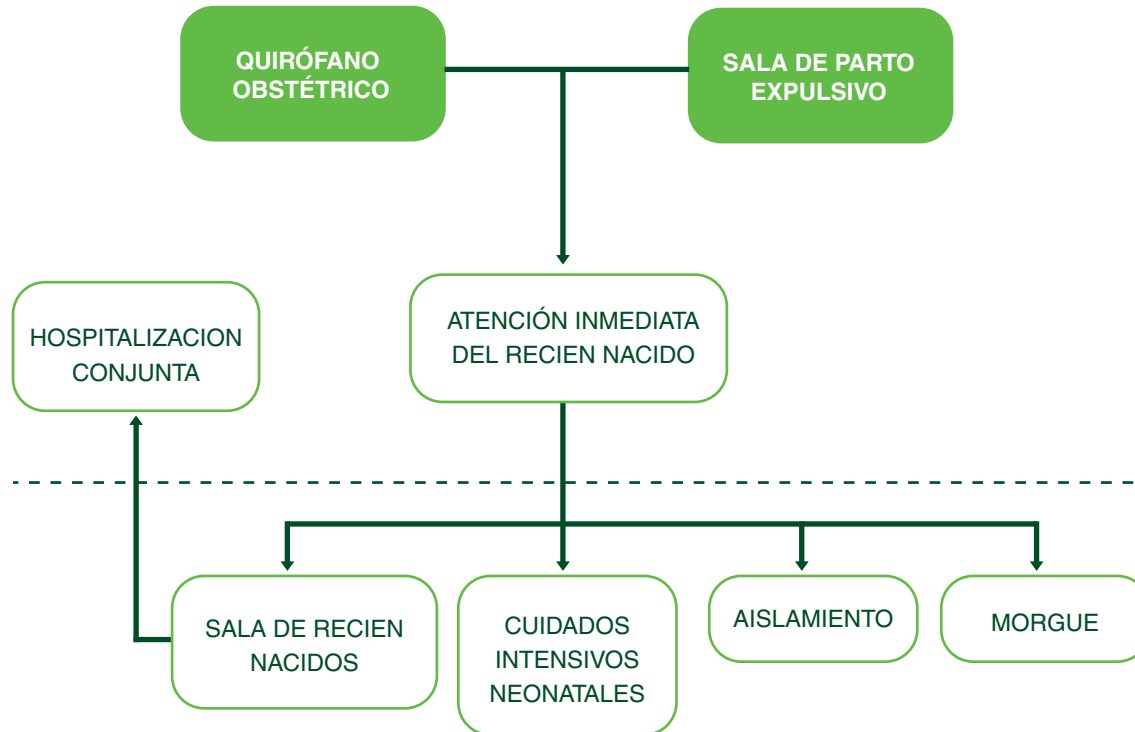 QUIRÓFANO
OBSTÉTRICO
SALA DE PARTO
EXPULSIVO
HOSPITALIZACION
CONJUNTA
ATENCIÓN INMEDIATA
DEL RECIEN NACIDO
SALA DE RECIEN
NACIDOS
CUIDADOS
INTENSIVOS
NEONATALES
AISLAMIENTO
MORGUE